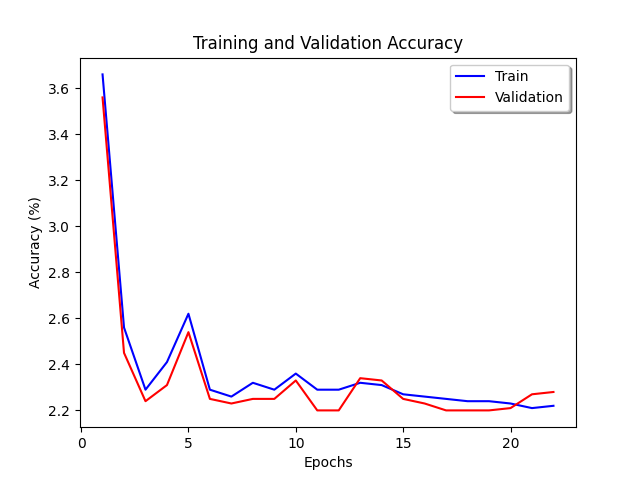 Training and Validation Accuracy
Train
Validation
3.6
3.4
3.2
3.0
2.8
2.6
2.4
2.2
Accuracy (%)
0
5
10
15
20
Epochs